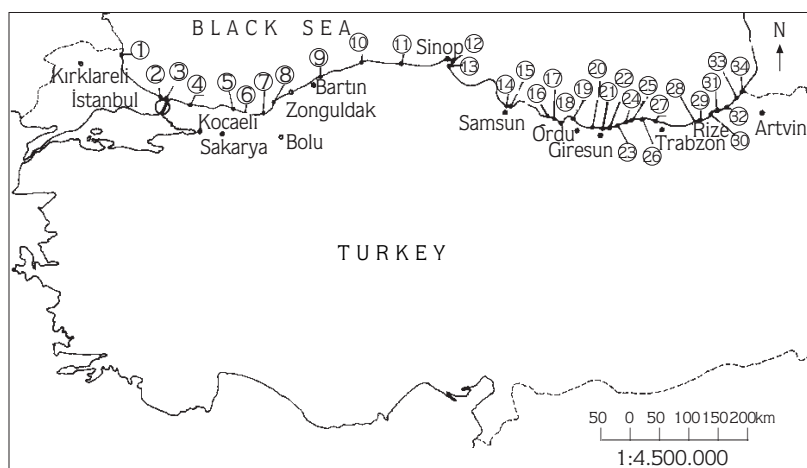 BLACK SEA
N
1
2
3
4
5
6
7
8
9
10
11
12
13
14
15
16
17
18
19
20
21
22
23
24
25
26
27
28
29
30
31
32
33
34
Kırklareli
İstanbul
Kocaeli
Sakarya
Bolu
Zonguldak
Bartın
Sinop
Samsun
Ordu
Giresun
Trabzon
Rize
Artvin
TURKEY
50 0 50 100 150 200km
1:4.500.000